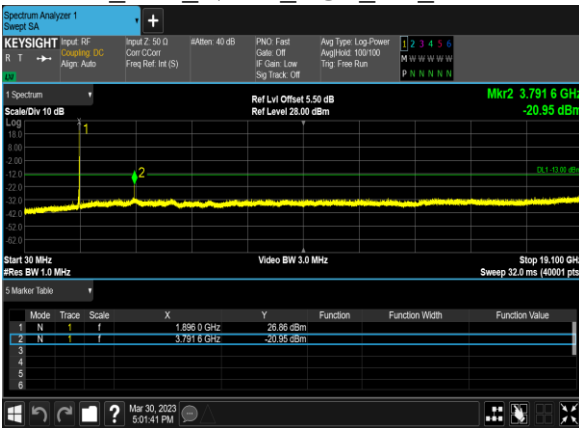 Spectrum Analyzer 1
Swept SA
+
KEYSIGHT Input: RF Input Z: 50 Ω #Atten: 40 dB PNO: Fast Avg Type: Log-Power 1 2 3 4 5 6
R T Coupling: DC Corr CCorr Gate: Off Avg|Hold: 100/100 M W W W W W
Align: Auto Freq Ref: Int (S) IF Gain: Low Trig: Free Run
LV Sig Track: Off P N N N N N
1 Spectrum Ref Lvl Offset 5.50 dB Mkr2 3.791 6 GHz
Scale/Div 10 dB Ref Level 28.00 dBm -20.95 dBm
Log
18.0
8.00
-2.00
-12.0
-22.0
-32.0
-42.0
-52.0
-62.0
1
2
DL1 -13.00 dBm
Start 30 MHz Video BW 3.0 MHz Stop 19.100 GHz
#Res BW 1.0 MHz Sweep 32.0 ms (40001 pts
5 Marker Table
Mode Trace Scale X Y Function Function Width Function Value
1 N 1 f 1.896 0 GHz 26.86 dBm
2 N 1 f 3.791 6 GHz -20.95 dBm
3
4
5
6
? Mar 30, 2023
5:01:41 PM